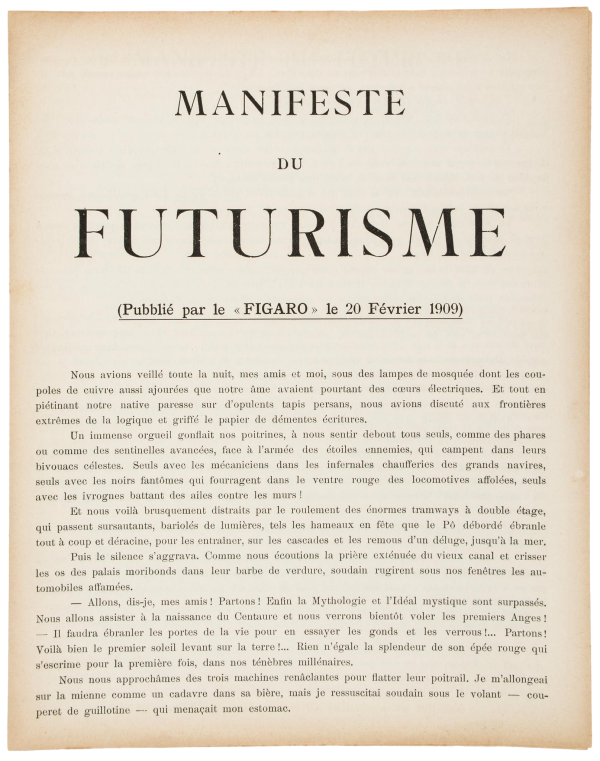 MANIFESTE
DU
FUTURISME
(Pubblié par le « FIGARO » le 20 Février 1909)
Nous avions veillé toute la nuit, mes amis et moi, sous des lampes de mosquée dont les cou-
poles de cuivre aussi ajourées que notre âme avaient pourtant des cœurs électriques. Et tout en
piétinant notre native paresse sur d'opulents tapis persans, nous avions discuté aux frontières
extrêmes de la logique et griffé le papier de démentes écritures.
Un immense orgueil gonflait nos poitrines, à nous sentir debout tous seuls, comme des phares
ou comme des sentinelles avancées, face à l'armée des étoiles ennemies, qui campent dans leurs
bivouacs célestes. Seuls avec les mécaniciens dans les infernales chaufferies des grands navires,
seuls avec les noirs fantômes qui fourragent dans le ventre rouge des locomotives affolées, seuls
avec les ivrognes battant des ailes contre les murs !
Et nous voilà brusquement distraits par le roulement des énormes tramways à double étage,
qui passent sursautants, bariolés de lumières, tels les hameaux en fête que le Pô débordé ébranle
tout à coup et déracine, pour les entraîner, sur les cascades et les remous d'un déluge, jusqu'à la mer.
Puis le silence s'aggrava. Comme nous écoutions la prière exténuée du vieux canal et crisser
les os des palais moribonds dans leur barbe de verdure, soudain rugirent sous nos fenêtres les au-
tomobiles affamées.
— Allons, dis-je, mes amis ! Partons ! Enfin la Mythologie et l'Idéal mystique sont surpassés.
Nous allons assister à la naissance du Centaure et nous verrons bientôt voler les premiers Anges !
— Il faudra ébranler les portes de la vie pour en essayer les gonds et les verrous !... Partons !
Voilà bien le premier soleil levant sur la terre !... Rien n'égale la splendeur de son épée rouge qui
s'escrime pour la première fois, dans nos ténèbres millénaires.
Nous nous approchâmes des trois machines renâclantes pour flatter leur poitrail. Je m'allongeai
sur la mienne comme un cadavre dans sa bière, mais je ressuscitai soudain sous le volant — cou-
peret de guillotine — qui menaçait mon estomac.